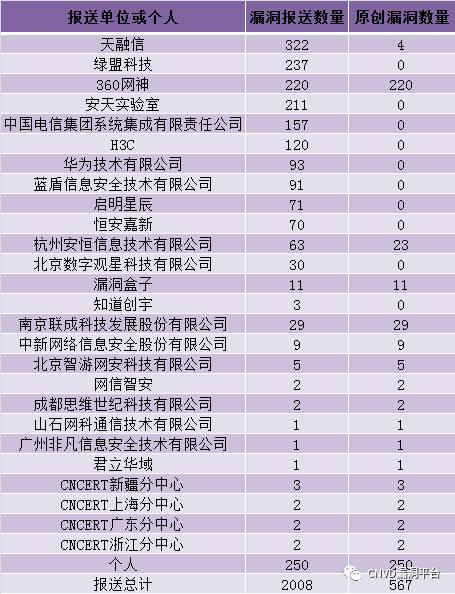 报送单位或个人 漏洞报送数量 原创漏洞数量
天融信 322 4
绿盟科技 237 0
360网神 220 220
安天实验室 211 0
中国电信集团系统集成有限责任公司 157 0
H3C 120 0
华为技术有限公司 93 0
蓝盾信息安全技术有限公司 91 0
启明星辰 71 0
恒安嘉新 70 0
杭州安恒信息技术有限公司 63 23
北京数字观星科技有限公司 30 0
漏洞盒子 11 11
知道创宇 3 0
南京联成科技发展股份有限公司 29 29
中新网络信息安全股份有限公司 9 9
北京智游网安科技有限公司 5 5
网信智安 2 2
成都思维世纪科技有限公司 2 2
山石网科通信技术有限公司 1 1
广州非凡信息安全技术有限公司 1 1
君立华域 1 1
CNCERT新疆分中心 3 3
CNCERT上海分中心 2 2
CNCERT广东分中心 2 2
CNCERT浙江分中心 2 2
个人 250 250
报送总计 2008 567
CNVD漏洞平台